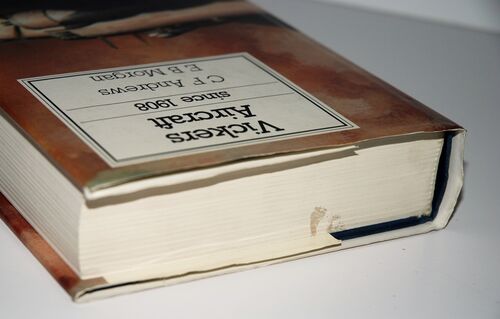 Vickers
Aircraft
since 1908
C F Andrews
E B Morgan